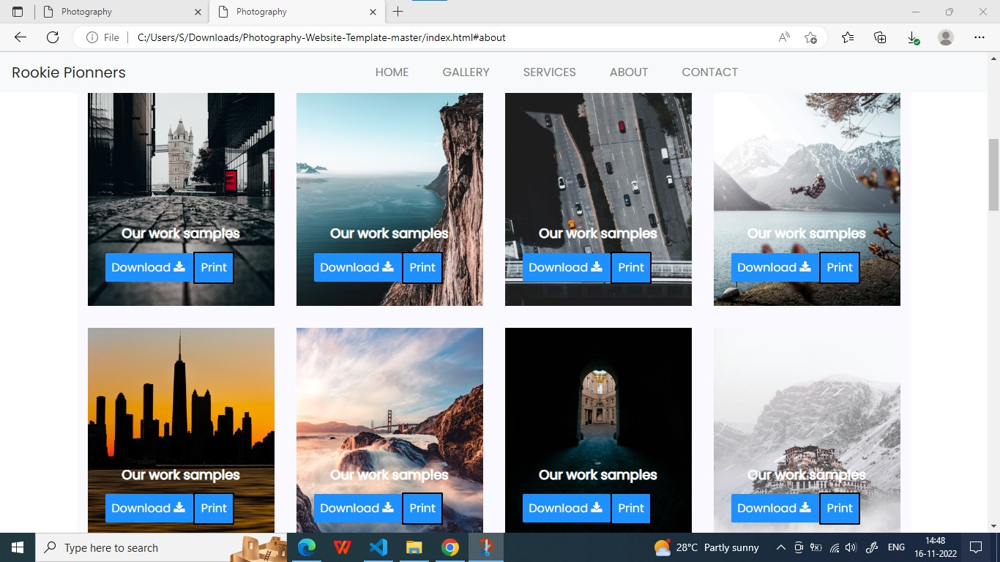 Photography
Photography
File
C:/Users/S/Downloads/Photography-Website-Template-master/index.html#about
Rookie Pionners
HOME
GALLERY
SERVICES
ABOUT
CONTACT
Our work samples
Our work samples
Our work samples
Our work samples
Download Print
Download Print
Download Print
Download Print
Our work samples
Our work samples
Our work samples
Our work samples
Download Print
Download Print
Download Print
Download Print
Type here to search
28°C Partly sunny
ENG
14:48
16-11-2022